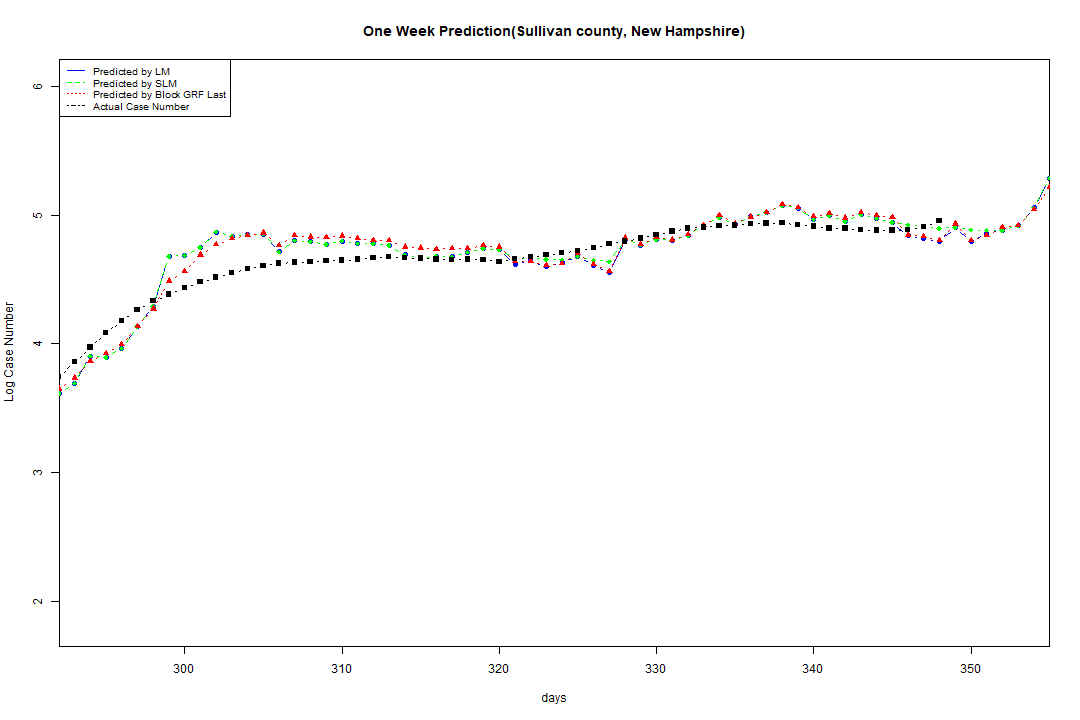 One Week Prediction(Sullivan county, New Hampshire)
Predicted by LM
Predicted by SLM
Predicted by Block GRF Last
Actual Case Number
6
5
4
3
2
Log Case Number
300
310
320
330
340
350
days